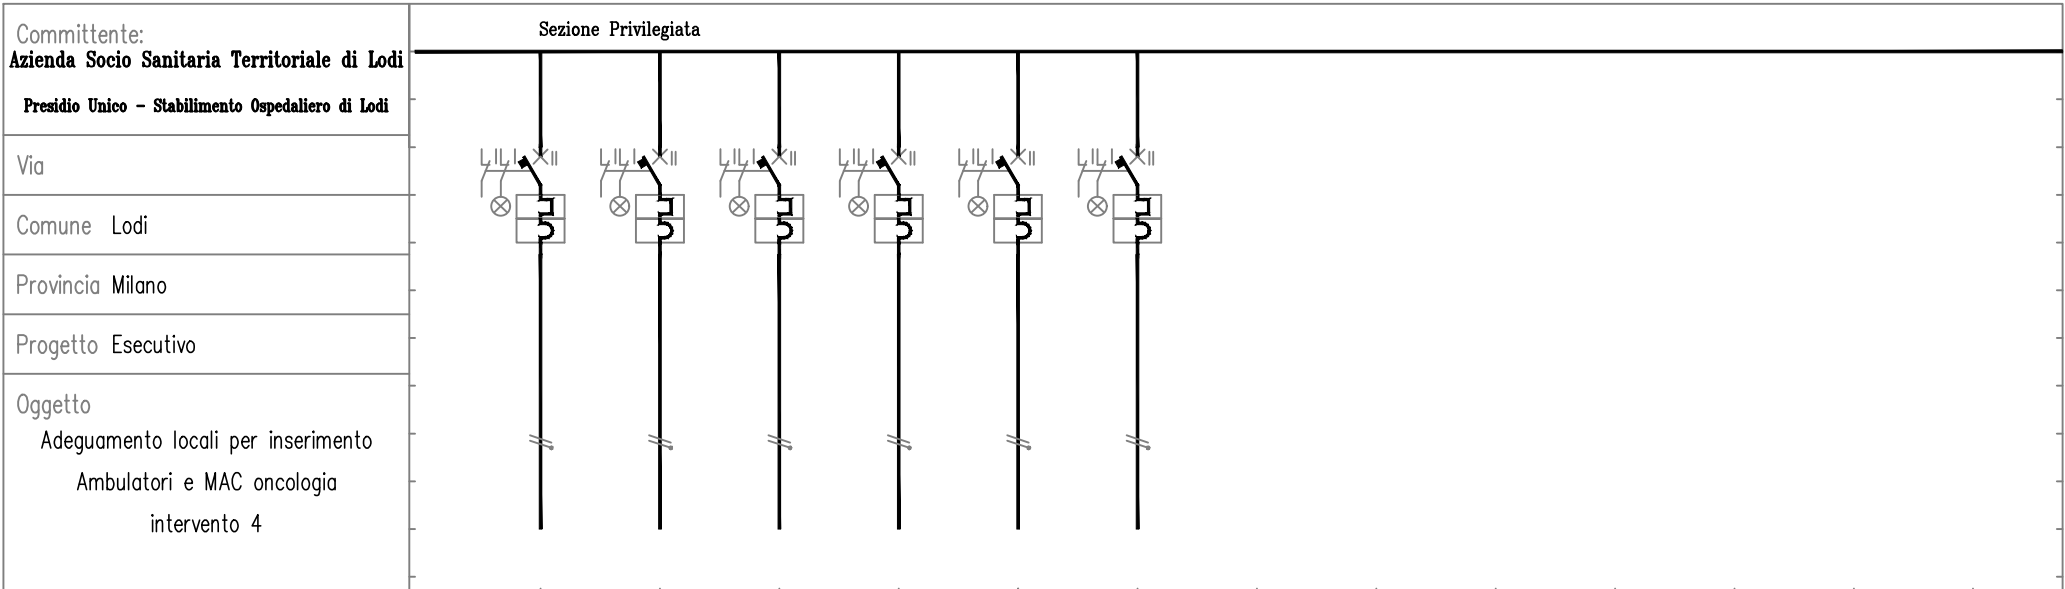 Committente:
Azienda Socio Sanitaria Territoriale di Lodi
Presidio Unico - Stabilimento Ospedaliero di Lodi
Via
Comune Lodi
Provincia Milano
Progetto Esecutivo
Oggetto
Adeguamento locali per inserimento
Ambulatori e MAC oncologia
intervento 4
Sezione Privilegiata